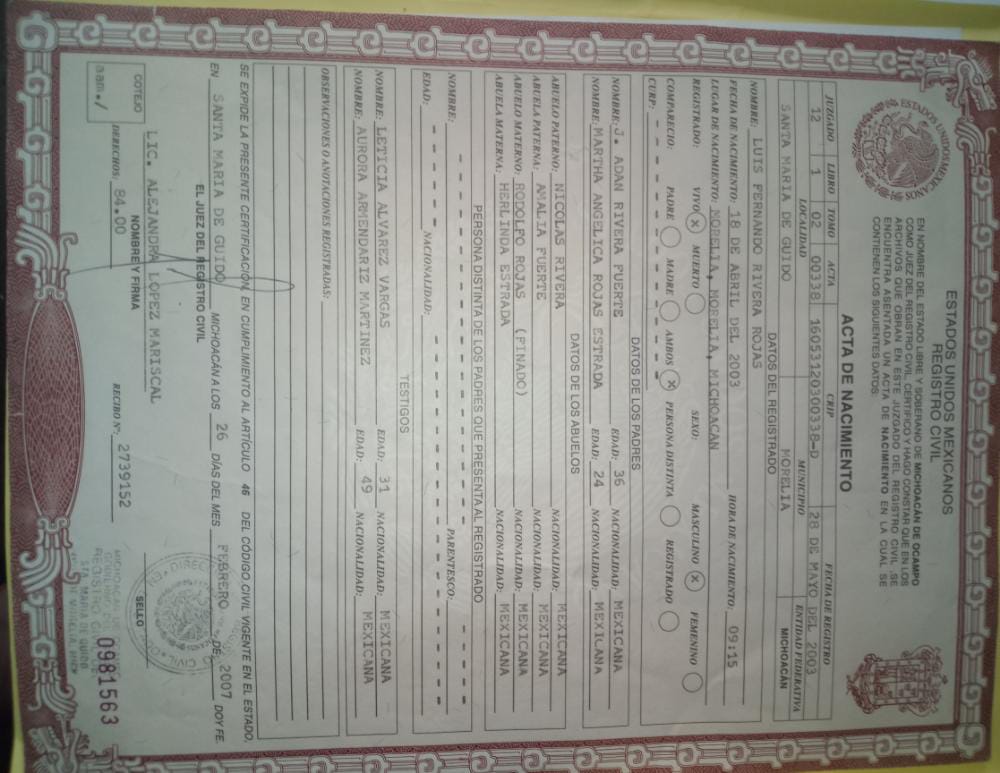 ESTADOS UNIDOS MEXICANOS
REGISTRO CIVIL
ESTADOS UNIDOS MEXICANOS
EN NOMBRE DEL ESTADO LIBRE Y SOBERANO DE MICHOACÁN DE OCAMPO
COMO JUEZ DEL REGISTRO CIVIL, CERTIFICO Y HAGO CONSTAR QUE EN LOS
ARCHIVOS QUE OBRAN EN ESTE JUZGADO DEL REGISTRO CIVIL ,SE
ENCUENTRA ASENTADA UN ACTA DE NACIMIENTO EN LA CUAL SE
CONTIENEN LOS SIGUIENTES DATOS:
ACTA DE NACIMIENTO
JUZGADO LIBRO TOMO ACTA CRIP FECHA DE REGISTRO
12 1 02 00338 16053120300338-D 28 DE MAYO DEL 2003
LOCALIDAD MUNICIPIO ENTIDAD FEDERATIVA
SANTA MARIA DE GUIDO MORELIA MICHOACÁN
DATOS DEL REGISTRADO
NOMBRE: LUIS FERNANDO RIVERA ROJAS
FECHA DE NACIMIENTO: 18 DE ABRIL DEL 2003 HORA DE NACIMIENTO: 09:15
LUGAR DE NACIMIENTO: MORELIA, MORELIA, MICHOACAN
REGISTRADO: VIVO X MUERTO SEXO: MASCULINO X FEMENINO
COMPARECIO: PADRE MADRE AMBOS X PERSONA DISTINTA REGISTRADO
CURP: - - - - - - - - - - - - - -
DATOS DE LOS PADRES
NOMBRE: J. ADAN RIVERA FUERTE EDAD: 36 NACIONALIDAD: MEXICANA
NOMBRE: MARTHA ANGELICA ROJAS ESTRADA EDAD: 24 NACIONALIDAD: MEXICANA
DATOS DE LOS ABUELOS
ABUELO PATERNO: NICOLAS RIVERA NACIONALIDAD: MEXICANA
ABUELA PATERNA: AMALIA FUERTE NACIONALIDAD: MEXICANA
ABUELO MATERNO: RODOLFO ROJAS (FINADO) NACIONALIDAD: MEXICANA
ABUELA MATERNA: HERLINDA ESTRADA NACIONALIDAD: MEXICANA
PERSONA DISTINTA DE LOS PADRES QUE PRESENTA AL REGISTRADO
NOMBRE: - - - - - - - - - - PARENTESCO: - - - - - -
EDAD: - - - - NACIONALIDAD: - - - - - - - - - -
TESTIGOS
NOMBRE: LETICIA ALVAREZ VARGAS EDAD: 31 NACIONALIDAD: MEXICANA
NOMBRE: AURORA ARMENDARIZ MARTINEZ EDAD: 49 NACIONALIDAD: MEXICANA
OBSERVACIONES O ANOTACIONES REGISTRADAS:
SE EXPIDE LA PRESENTE CERTIFICACIÓN, EN CUMPLIMIENTO AL ARTÍCULO 46 DEL CÓDIGO CIVIL VIGENTE EN EL ESTADO,
EN SANTA MARIA DE GUIDO MICHOACÁN A LOS 26 DÍAS DEL MES FEBRERO DE 2007 DOY FE.
EL JUEZ DEL REGISTRO CIVIL
LIC. ALEJANDRA LOPEZ MARISCAL
NOMBRE Y FIRMA
SELLO
COTEJO
aam./
DERECHOS: 84.00 RECIBO Nº. 2739152
0981563